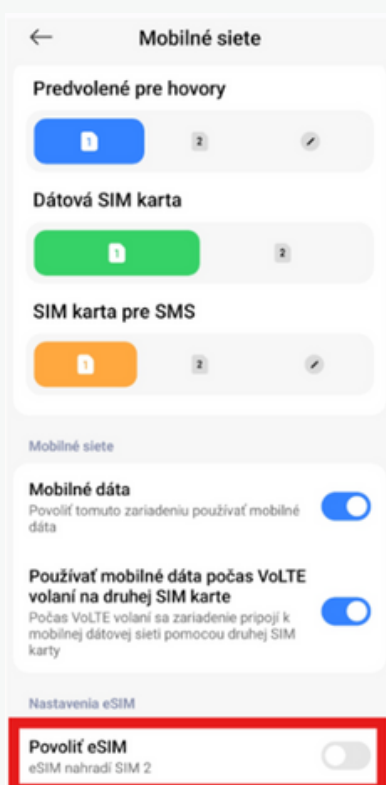 Mobilné siete
Predvolené pre hovory
1
2
Dátová SIM karta
1
2
SIM karta pre SMS
1
2
Mobilné siete
Mobilné dáta
Povoliť tomuto zariadeniu používať mobilné
dáta
Používať mobilné dáta počas VoLTE
volaní na druhej SIM karte
Počas VoLTE volaní sa zariadenie pripojí k
mobilnej dátovej sieti pomocou druhej SIM
karty
Nastavenia eSIM
Povoliť eSIM
eSIM nahradí SIM 2